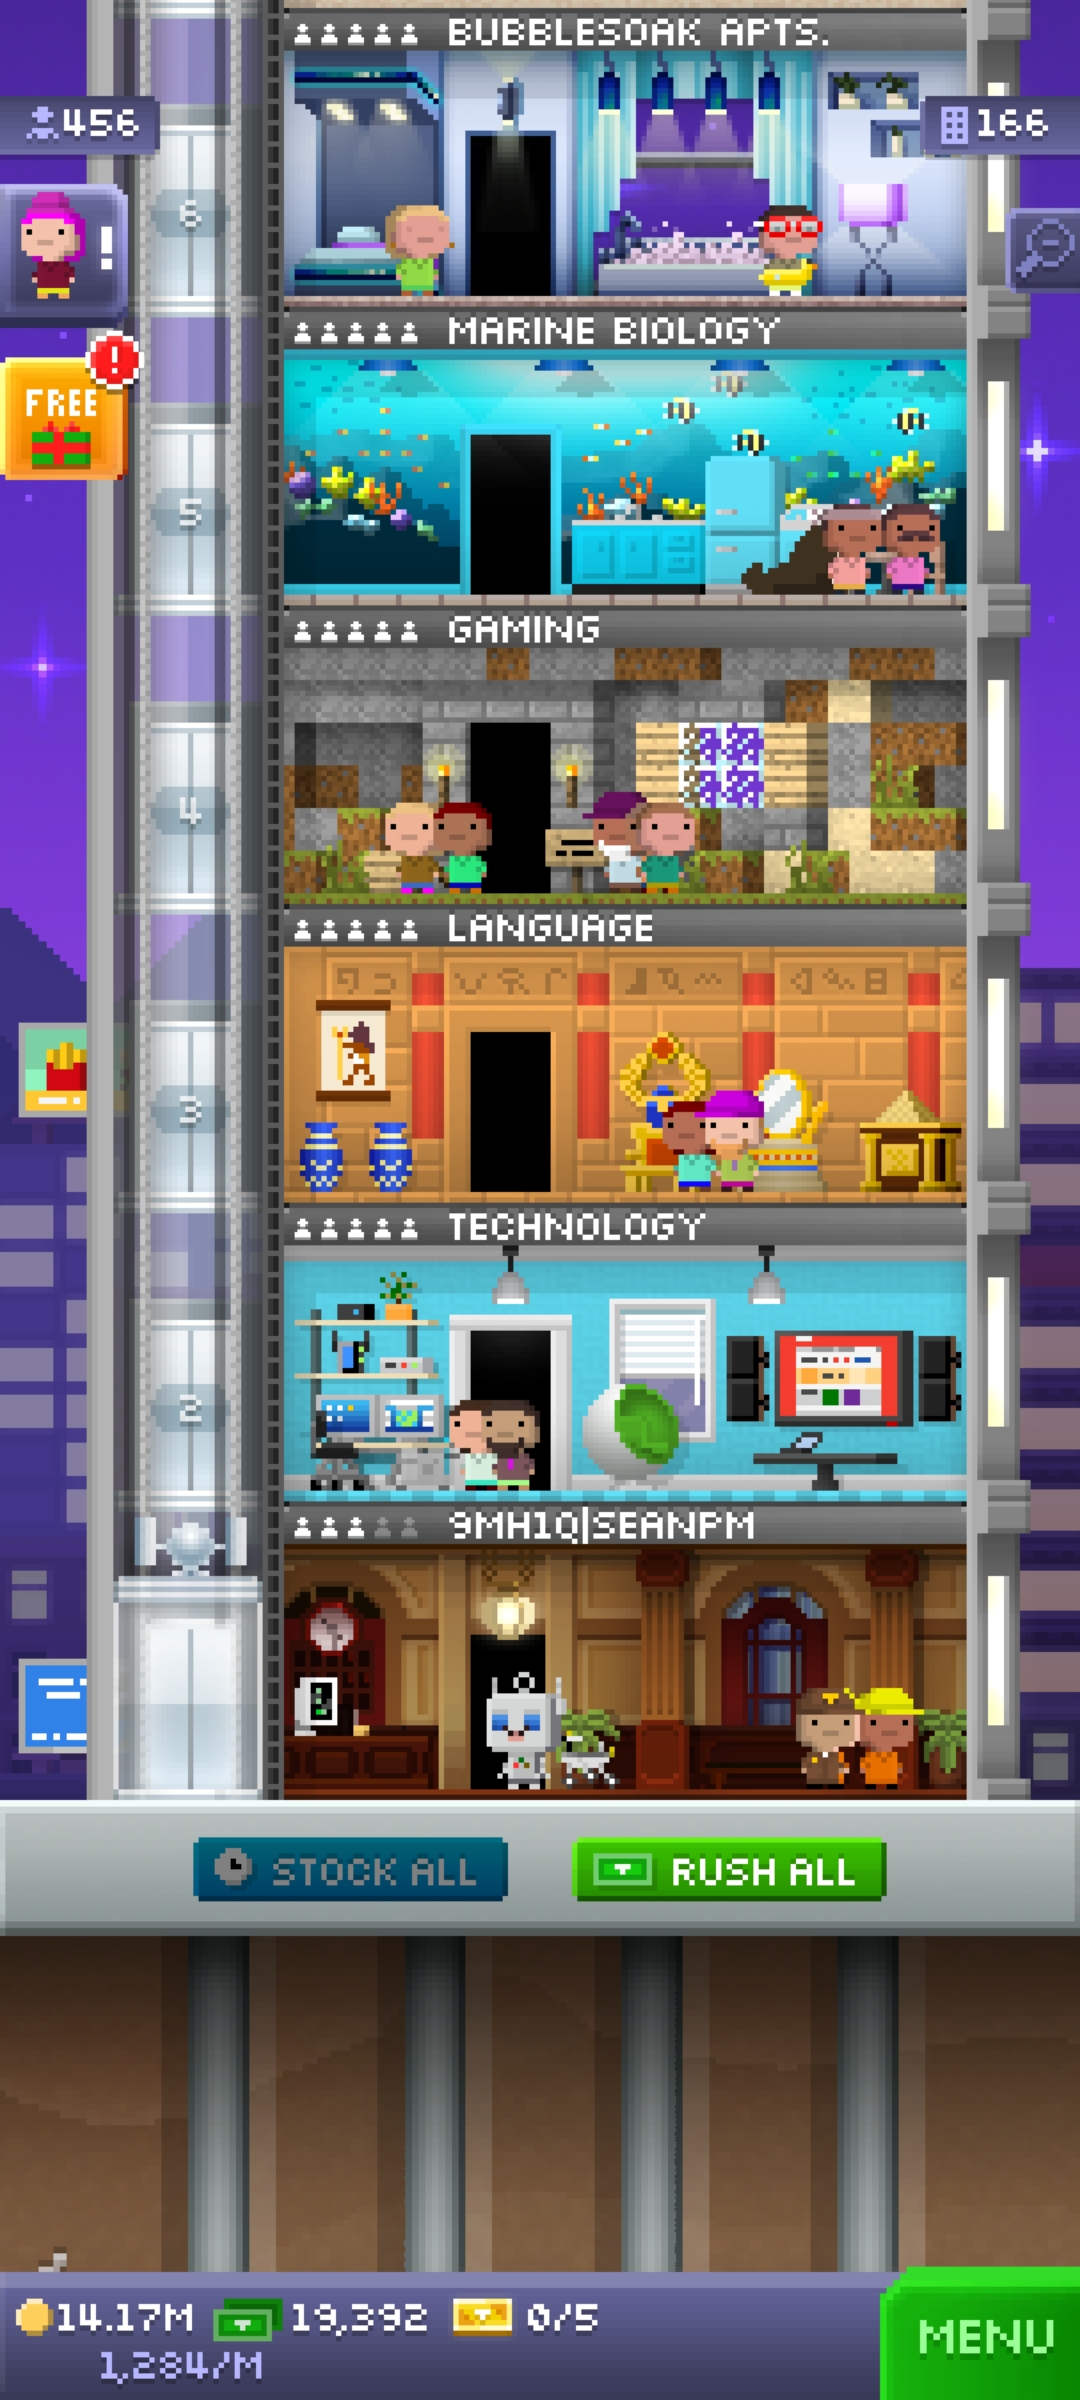 BUBBLESOAK APTS.
456
166
6
!
MARINE BIOLOGY
!
FREE
5
GAMING
4
LANGUAGE
3
TECHNOLOGY
2
9MH1Q|SEANPM
STOCK ALL
RUSH ALL
14.17M
19,392
0/5
MENU
1,284/M